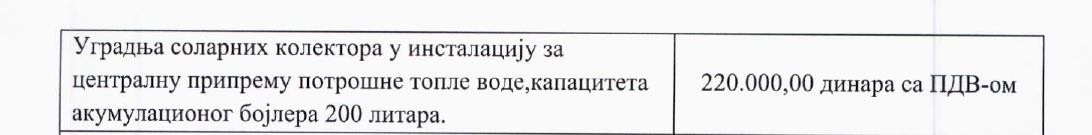 Уградња соларних колектора у инсталацију за
централну припрему потрошне топле воде,капацитета
акумулационог бојлера 200 литара.
220.000,00 динара са ПДВ-ом